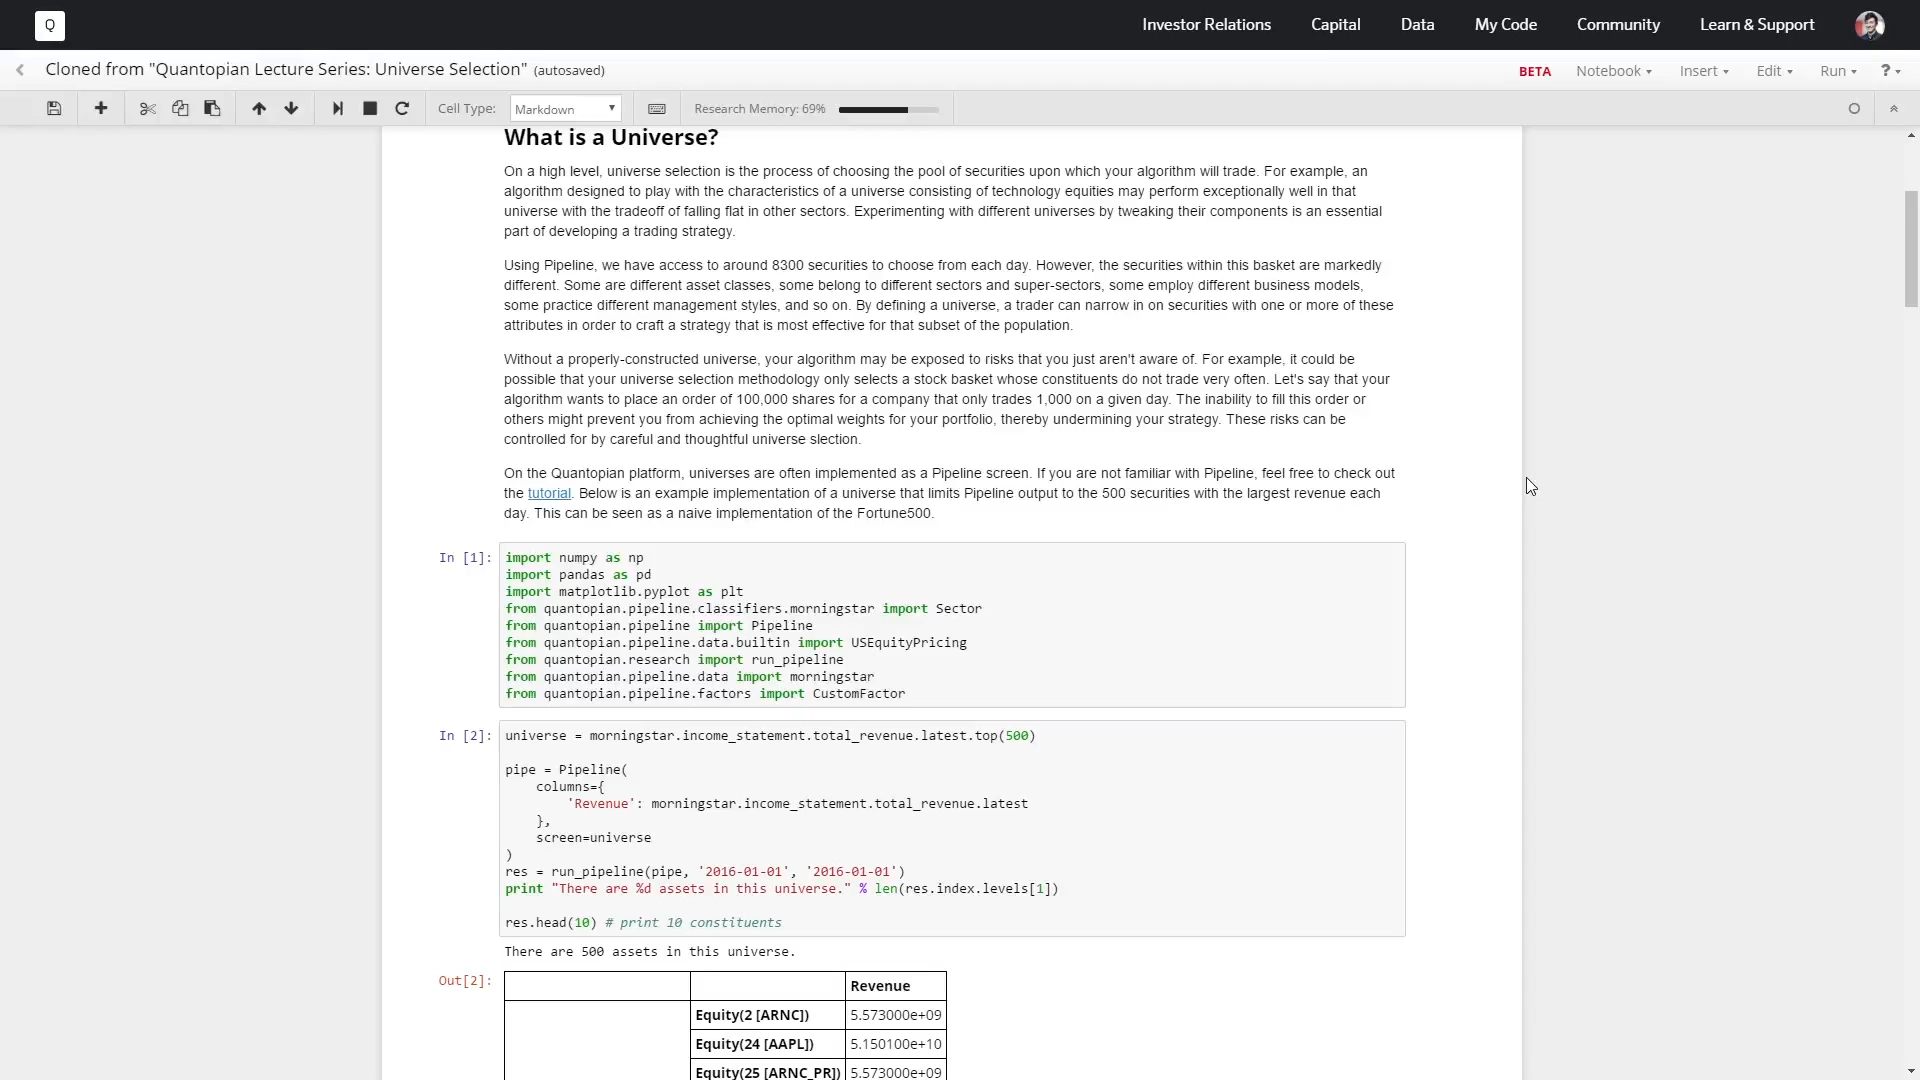 Q
Investor Relations Capital Data My Code Community Learn & Support
Cloned from "Quantopian Lecture Series: Universe Selection" (autosaved)
BETA Notebook Insert Edit Run ?
Cell Type: Markdown Research Memory: 69%
What is a Universe?
On a high level, universe selection is the process of choosing the pool of securities upon which your algorithm will trade. For example, an
algorithm designed to play with the characteristics of a universe consisting of technology equities may perform exceptionally well in that
universe with the tradeoff of falling flat in other sectors. Experimenting with different universes by tweaking their components is an essential
part of developing a trading strategy.
Using Pipeline, we have access to around 8300 securities to choose from each day. However, the securities within this basket are markedly
different. Some are different asset classes, some belong to different sectors and super-sectors, some employ different business models,
some practice different management styles, and so on. By defining a universe, a trader can narrow in on securities with one or more of these
attributes in order to craft a strategy that is most effective for that subset of the population.
Without a properly-constructed universe, your algorithm may be exposed to risks that you just aren't aware of. For example, it could be
possible that your universe selection methodology only selects a stock basket whose constituents do not trade very often. Let's say that your
algorithm wants to place an order of 100,000 shares for a company that only trades 1,000 on a given day. The inability to fill this order or
others might prevent you from achieving the optimal weights for your portfolio, thereby undermining your strategy. These risks can be
controlled for by careful and thoughtful universe slection.
On the Quantopian platform, universes are often implemented as a Pipeline screen. If you are not familiar with Pipeline, feel free to check out
the tutorial. Below is an example implementation of a universe that limits Pipeline output to the 500 securities with the largest revenue each
day. This can be seen as a naive implementation of the Fortune500.
In [1]: import numpy as np
import pandas as pd
import matplotlib.pyplot as plt
from quantopian.pipeline.classifiers.morningstar import Sector
from quantopian.pipeline import Pipeline
from quantopian.pipeline.data.builtin import USEquityPricing
from quantopian.research import run_pipeline
from quantopian.pipeline.data import morningstar
from quantopian.pipeline.factors import CustomFactor
In [2]: universe = morningstar.income_statement.total_revenue.latest.top(500)
pipe = Pipeline(
columns={
'Revenue': morningstar.income_statement.total_revenue.latest
},
screen=universe
)
res = run_pipeline(pipe, '2016-01-01', '2016-01-01')
print "There are %d assets in this universe." % len(res.index.levels[1])
res.head(10) # print 10 constituents
There are 500 assets in this universe.
Out[2]: Revenue
Equity(2 [ARNC]) 5.573000e+09
Equity(24 [AAPL]) 5.150100e+10
Equity(25 [ARNC_PR]) 5.573000e+09